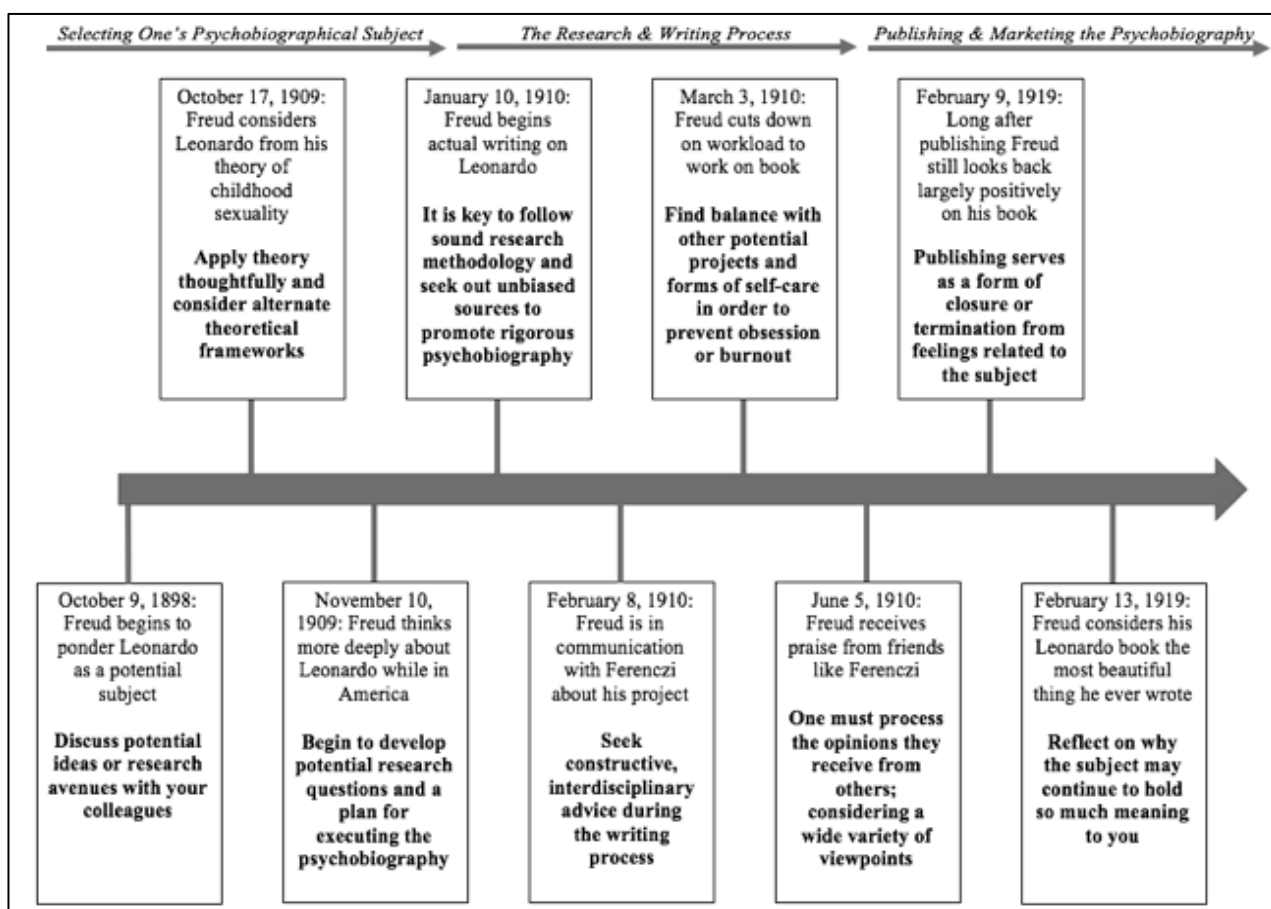 Selecting One's Psychobiographical Subject
The Research & Writing Process
Publishing & Marketing the Psychobiography
October 17, 1909:
Freud considers
Leonardo from his
theory of
childhood
sexuality
Apply theory
thoughtfully and
consider alternate
theoretical
frameworks
January 10, 1910:
Freud begins
actual writing on
Leonardo
It is key to follow
sound research
methodology and
seek out unbiased
sources to
promote rigorous
psychobiography
March 3, 1910:
Freud cuts down
on workload to
work on book
Find balance with
other potential
projects and
forms of self-care
in order to
prevent obsession
or burnout
February 9, 1919:
Long after
publishing Freud
still looks back
largely positively
on his book
Publishing serves
as a form of
closure or
termination from
feelings related to
the subject
October 9, 1898:
Freud begins to
ponder Leonardo
as a potential
subject
Discuss potential
ideas or research
avenues with your
colleagues
November 10,
1909: Freud thinks
more deeply about
Leonardo while in
America
Begin to develop
potential research
questions and a
plan for
executing the
psychobiography
February 8, 1910:
Freud is in
communication
with Ferenczi
about his project
Seek
constructive,
interdisciplinary
advice during
the writing
process
June 5, 1910:
Freud receives
praise from friends
like Ferenczi
One must process
the opinions they
receive from
others;
considering a
wide variety of
viewpoints
February 13, 1919:
Freud considers his
Leonardo book the
most beautiful
thing he ever wrote
Reflect on why
the subject may
continue to hold
so much meaning
to you